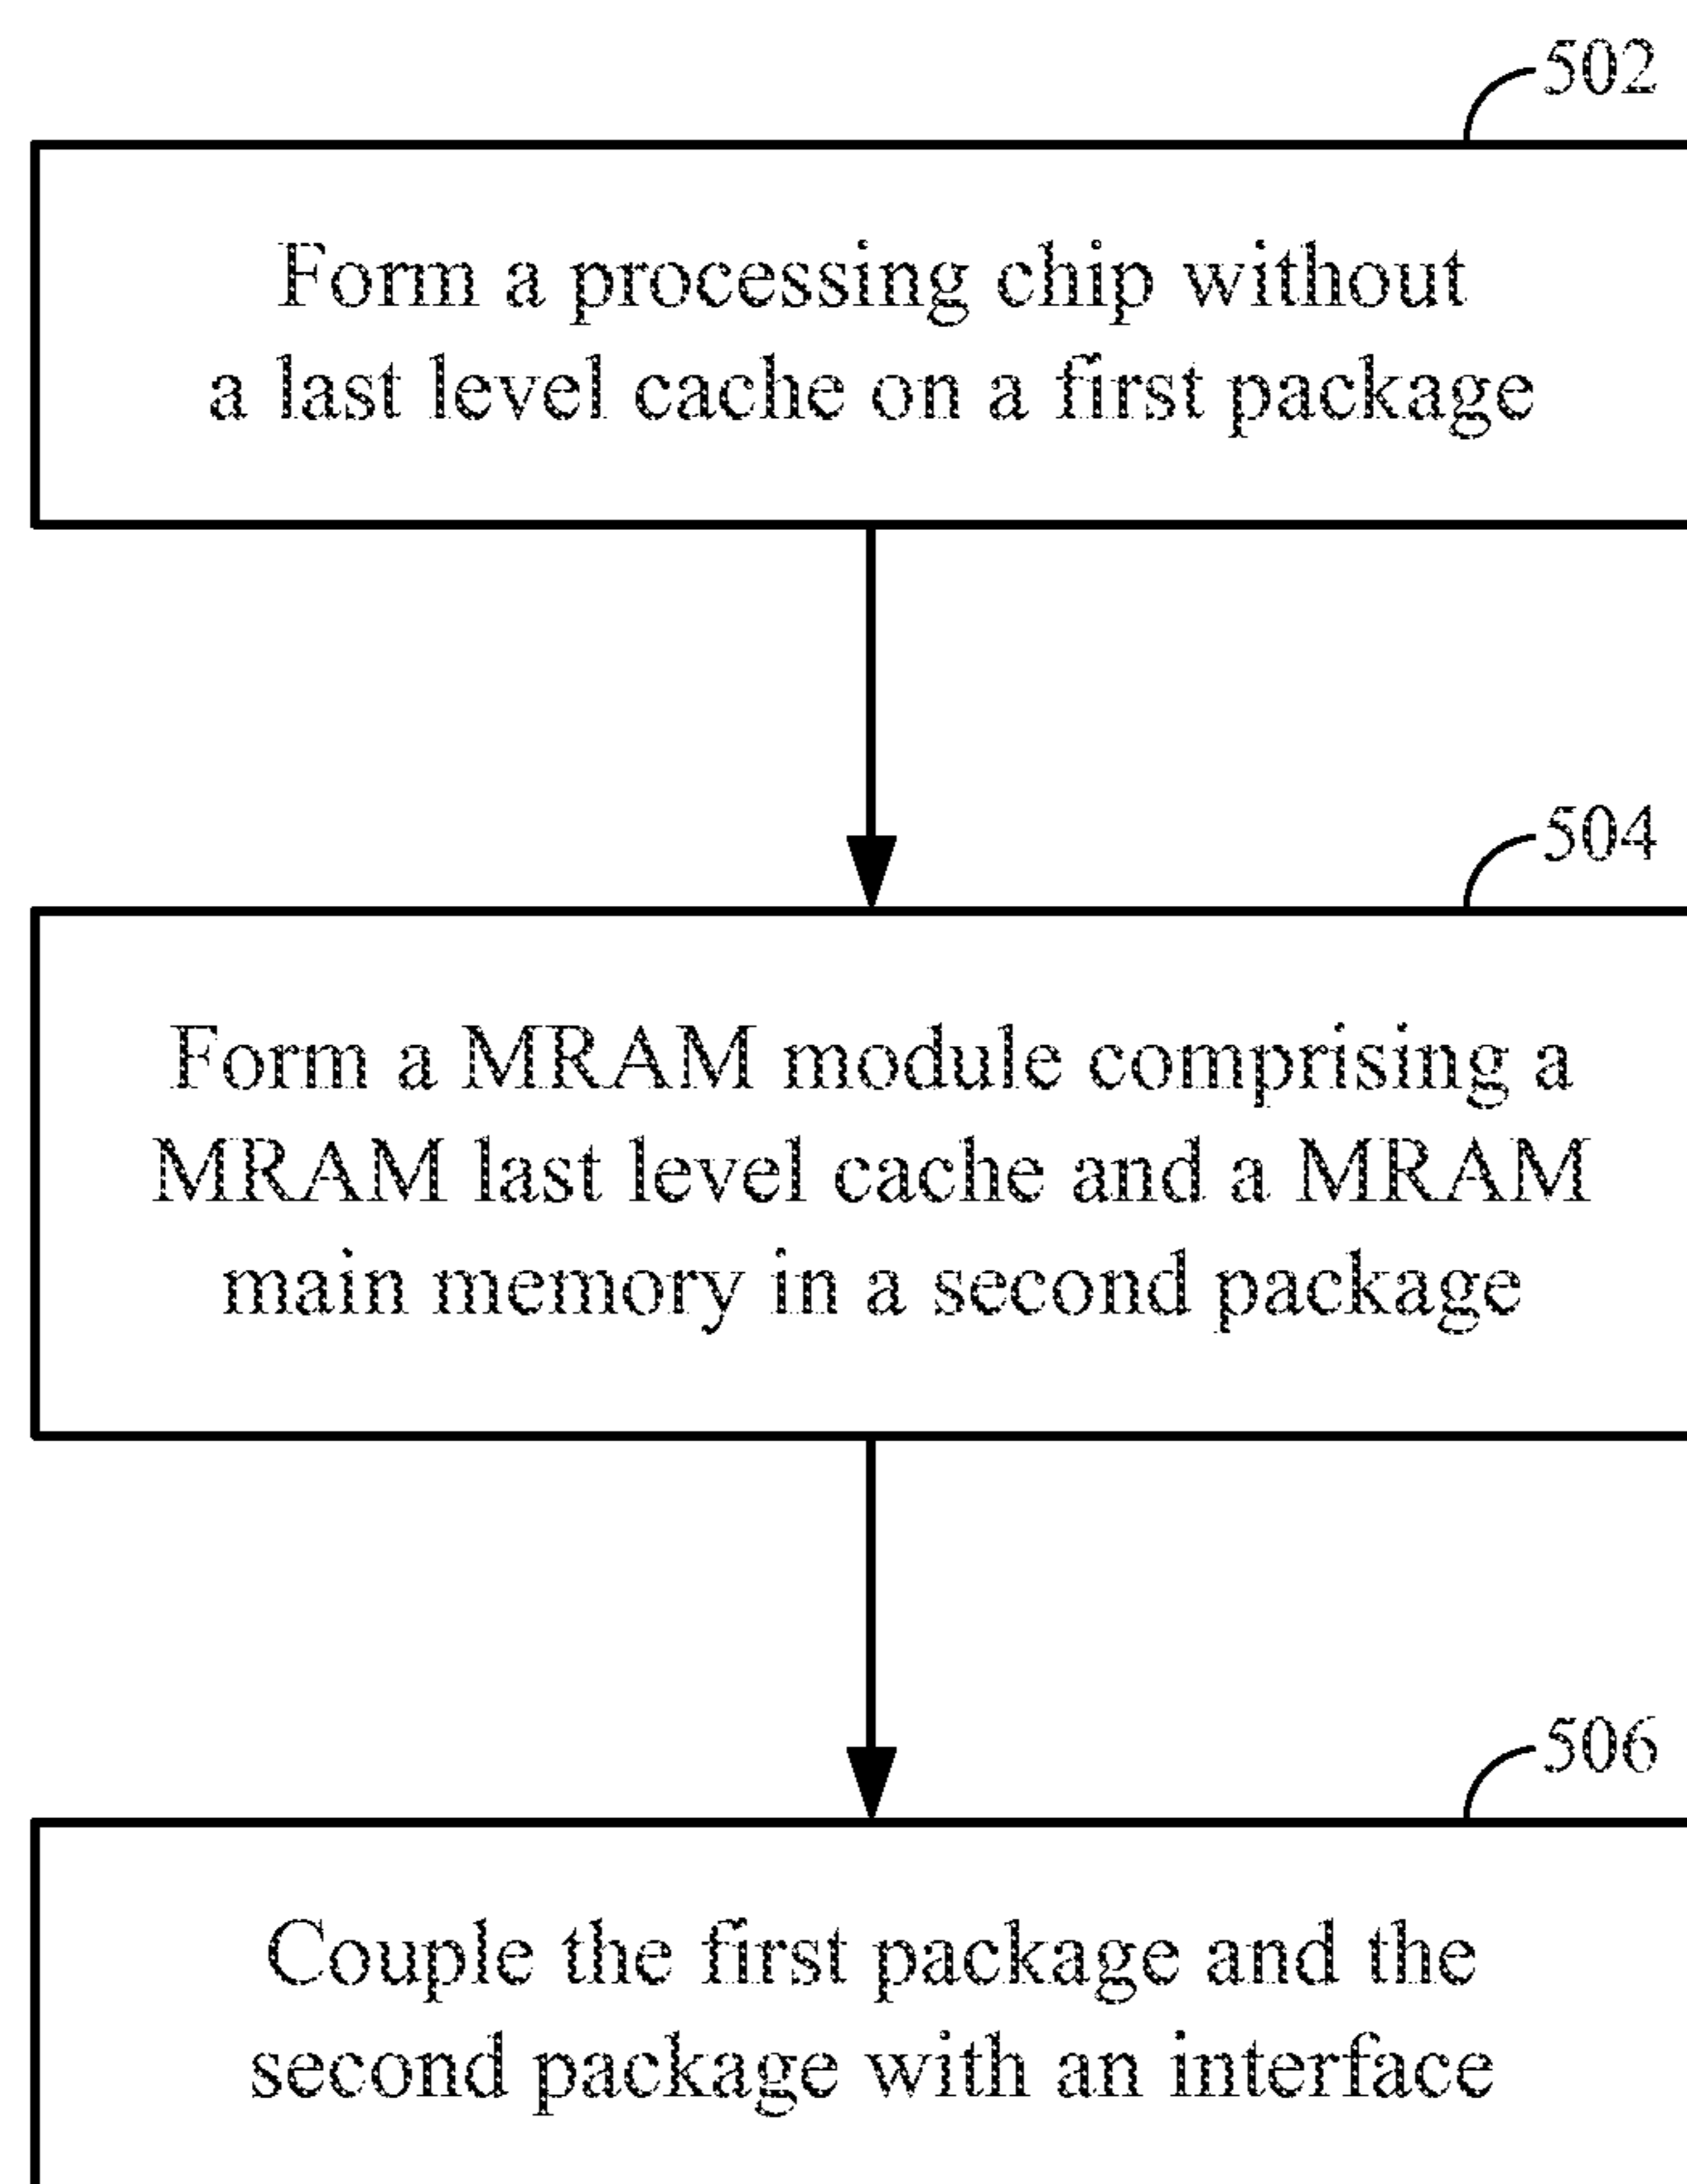 502
Form a processing chip without
a last level cache on a first package
504
Form a MRAM module comprising a
MRAM last level cache and a MRAM
main memory in a second package
506
Couple the first package and the
second package with an interface